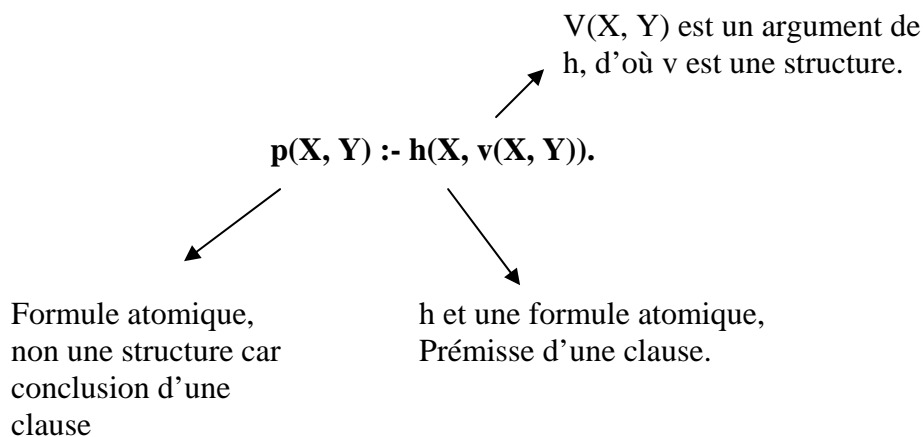 V(X, Y) est un argument de
h, d’où v est une structure.
p(X, Y) :- h(X, v(X, Y)).
Formule atomique,
non une structure car
conclusion d’une
clause
h et une formule atomique,
Prémisse d’une clause.